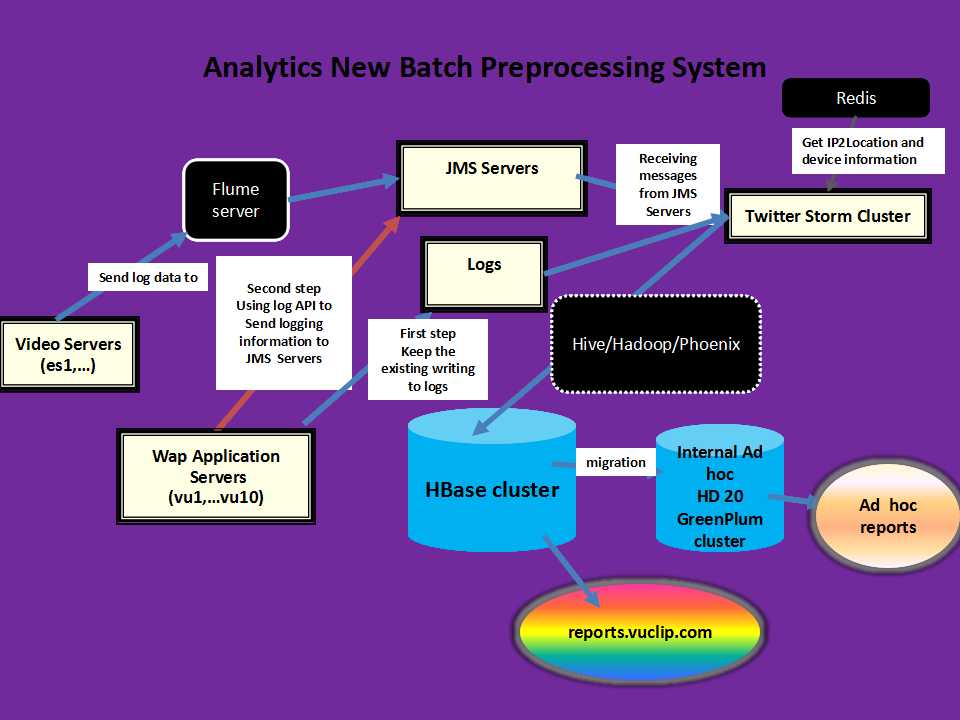 Analytics New Batch Preprocessing System
Redis
Get IP2Location and
device information
JMS Servers
Receiving
messages
from JMS
Servers
Flume
server
Twitter Storm Cluster
Logs
Send log data to
Second step
Using log API to
Send logging
information to
JMS  Servers
Video Servers
(es1,...)
First step
Keep the
existing writing
to logs
Hive/Hadoop/Phoenix
Wap Application
Servers
(vu1,...vu10)
HBase cluster
migration
Internal Ad
hoc
HD 20
GreenPlum
cluster
Ad  hoc
reports
reports.vuclip.com